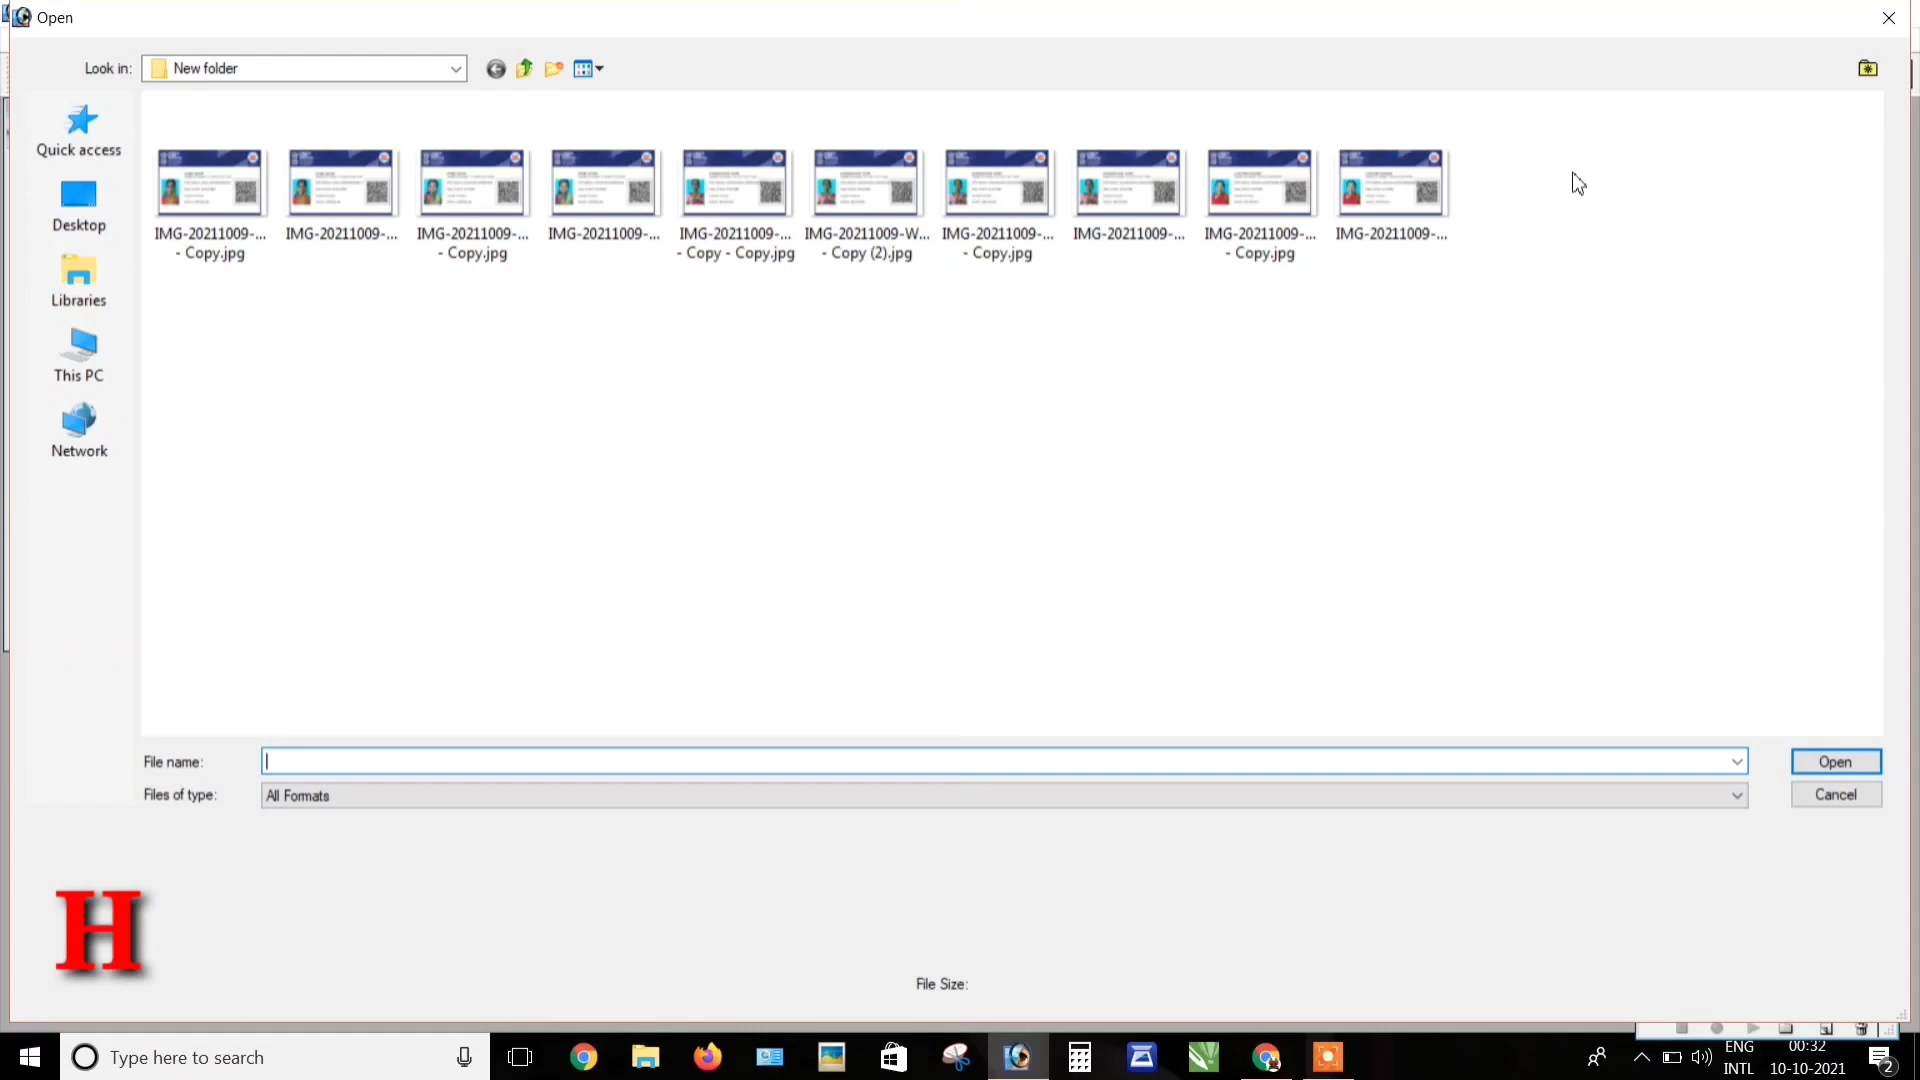 Open
Look in: New folder
Quick access
Desktop
Libraries
This PC
Network
IMG-20211009-... - Copy.jpg
IMG-20211009-...
IMG-20211009-... - Copy.jpg
IMG-20211009-...
IMG-20211009-... - Copy - Copy.jpg
IMG-20211009-W... - Copy (2).jpg
IMG-20211009-... - Copy.jpg
IMG-20211009-...
IMG-20211009-... - Copy.jpg
IMG-20211009-...
File name:
Open
Files of type: All Formats
Cancel
H
File Size:
Type here to search
ENG
INTL
00:32
10-10-2021
2